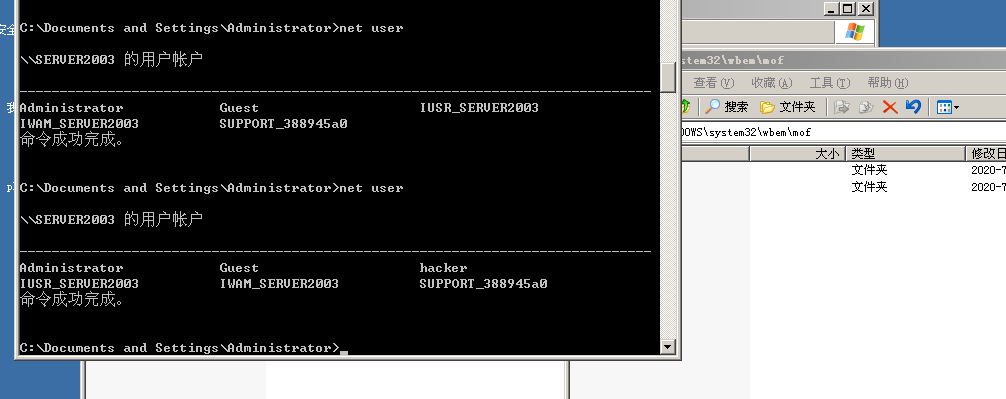 C:\Documents and Settings\Administrator>net user
\\SERVER2003 的用户帐户
-------------------------------------------------------------------------------
Administrator Guest IUSR_SERVER2003
IWAM_SERVER2003 SUPPORT_388945a0
命令成功完成。
C:\Documents and Settings\Administrator>net user
\\SERVER2003 的用户帐户
-------------------------------------------------------------------------------
Administrator Guest hacker
IUSR_SERVER2003 IWAM_SERVER2003 SUPPORT_388945a0
命令成功完成。
C:\Documents and Settings\Administrator>
安全
我
p
stem32\wbem\mof
查看(V) 收藏(A) 工具(T) 帮助(H)
搜索 文件夹
DOWS\system32\wbem\mof
大小 类型 修改日
文件夹 2020-7
文件夹 2020-7